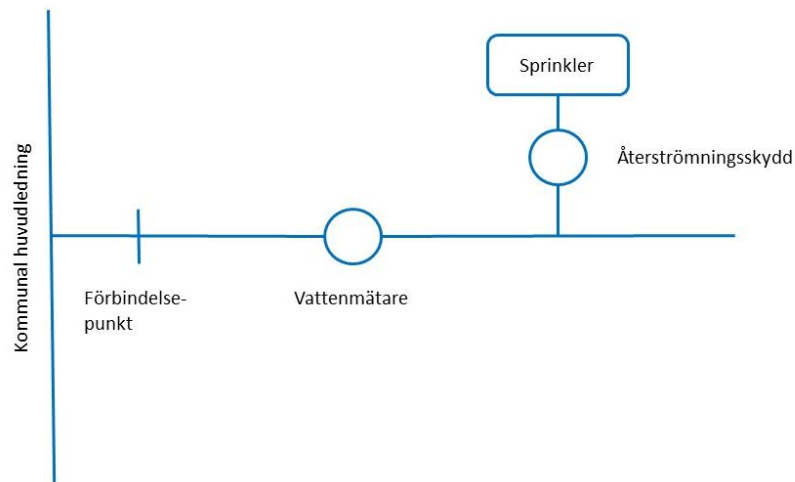 Sprinkler
Återströmningsskydd
Kommunal huvudledning
Förbindelse-
punkt
Vattenmätare